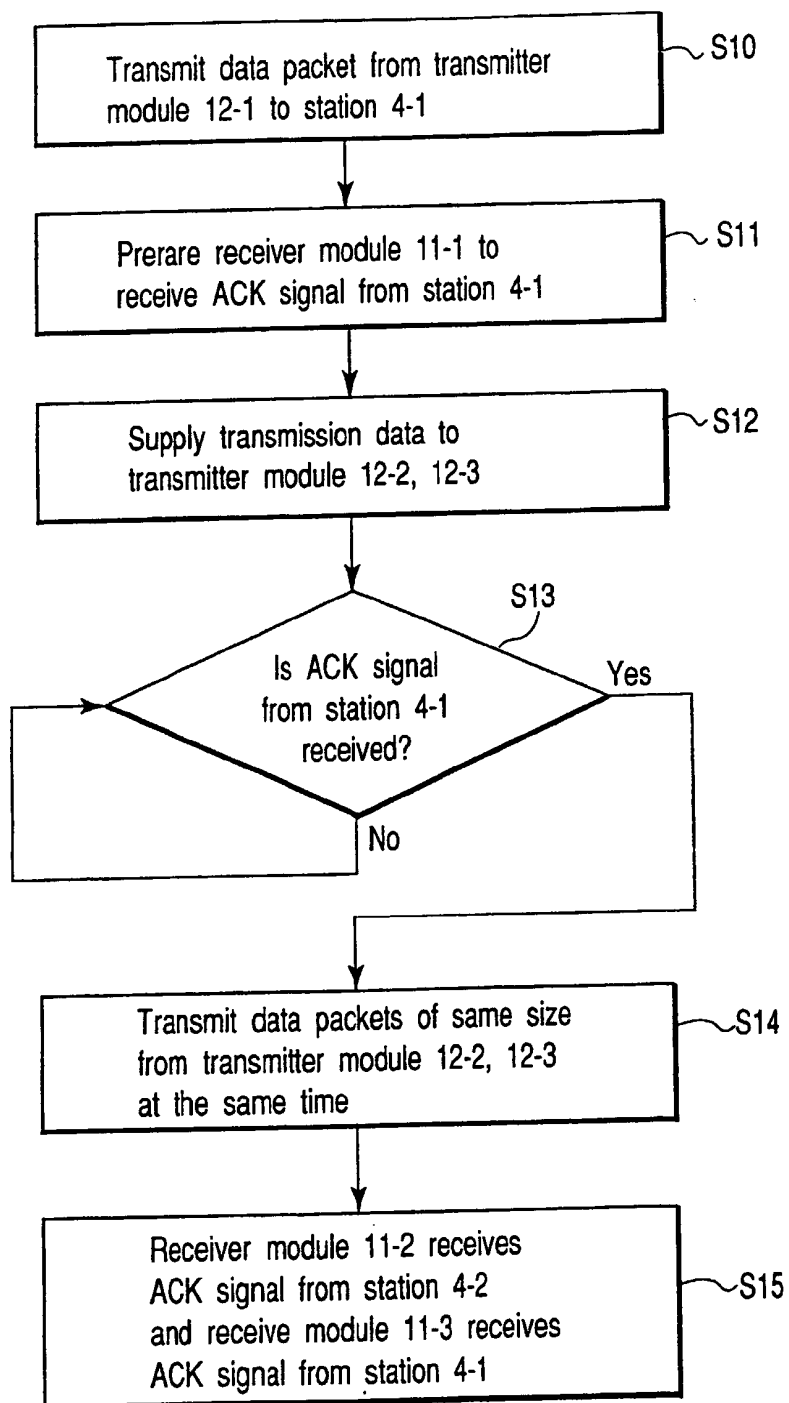 Transmit data packet from transmitter
module 12-1 to station 4-1
S10
Prerare receiver module 11-1 to
receive ACK signal from station 4-1
S11
Supply transmission data to
transmitter module 12-2, 12-3
S12
S13
Is ACK signal
from station 4-1
received?
Yes
No
Transmit data packets of same size
from transmitter module 12-2, 12-3
at the same time
S14
Receiver module 11-2 receives
ACK signal from station 4-2
and receive module 11-3 receives
ACK signal from station 4-1
S15